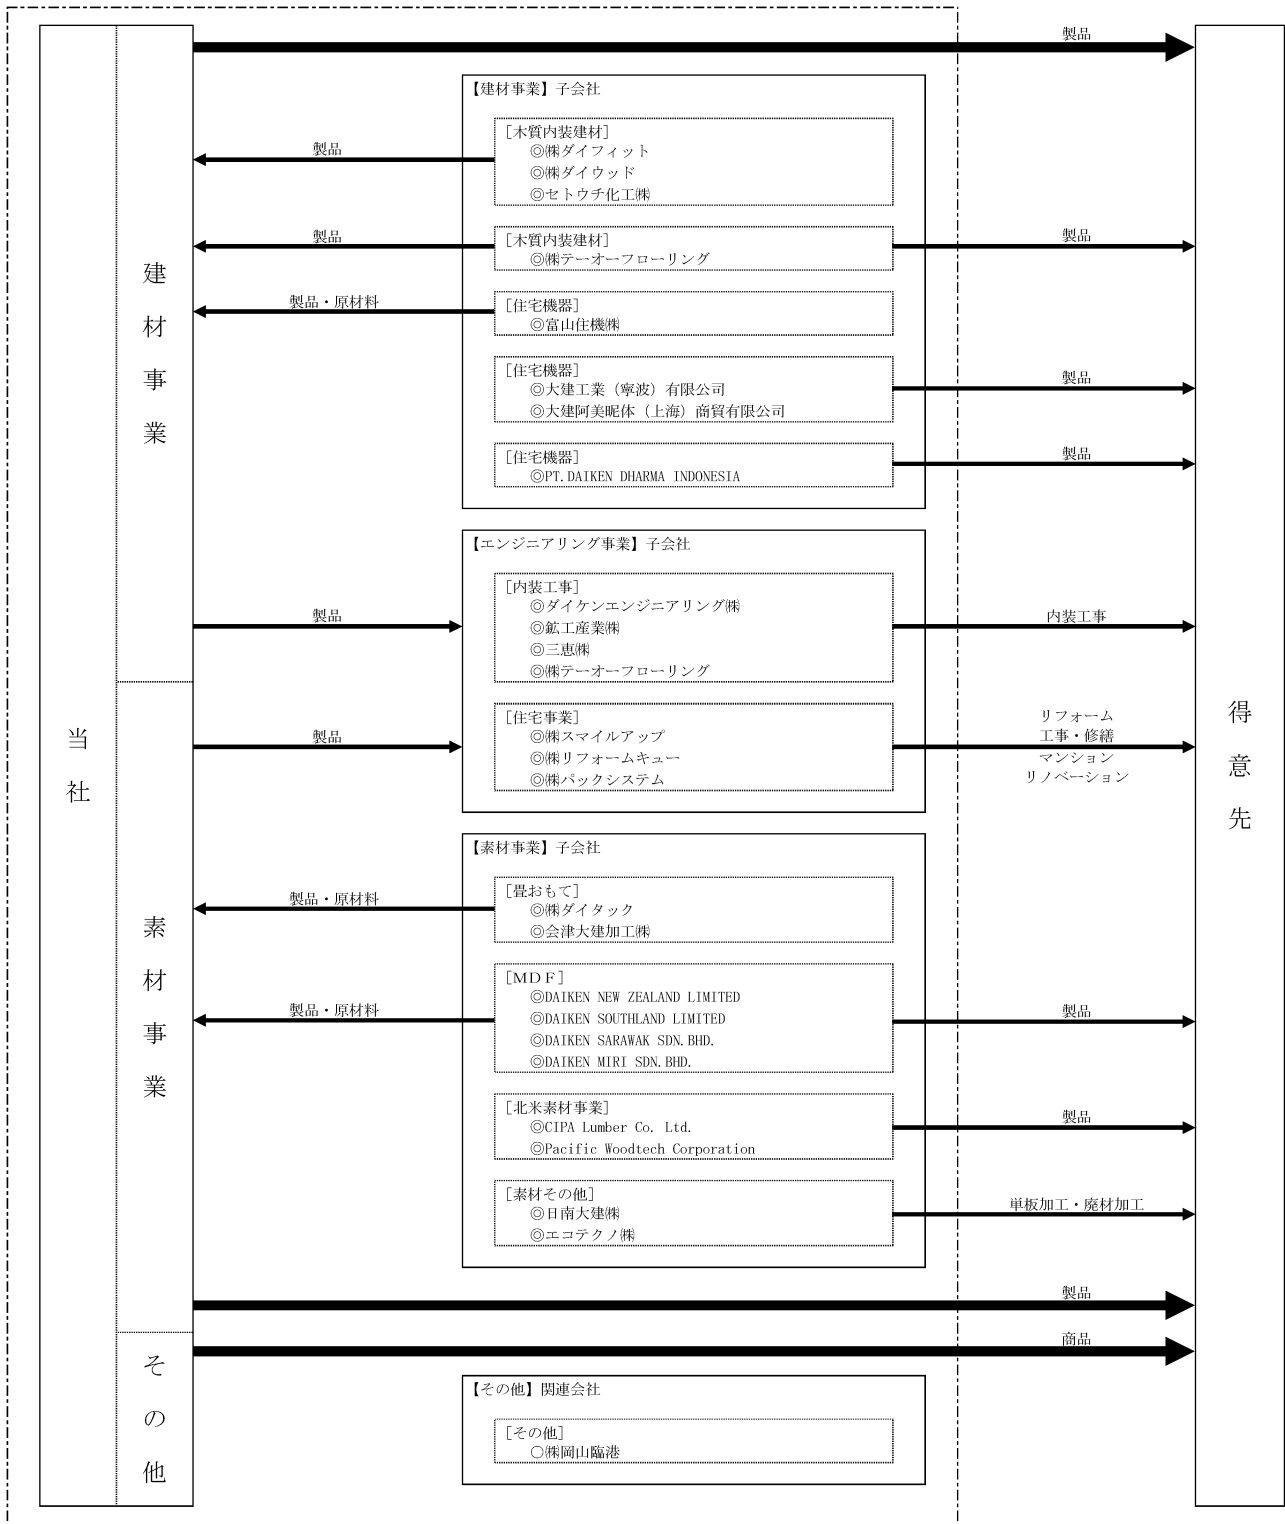 当社
建材事業
素材事業
その他
得意先
製品
【建材事業】子会社
［木質内装建材］
◎㈱ダイフィット
◎㈱ダイウッド
◎セトウチ化工㈱
製品
［木質内装建材］
◎㈱テーオーフローリング
製品
製品
［住宅機器］
◎富山住機㈱
製品・原材料
［住宅機器］
◎大建工業（寧波）有限公司
◎大建阿美昵体（上海）商貿有限公司
製品
［住宅機器］
◎PT.DAIKEN DHARMA INDONESIA
製品
【エンジニアリング事業】子会社
［内装工事］
◎ダイケンエンジニアリング㈱
◎鉱工産業㈱
◎三恵㈱
◎㈱テーオーフローリング
製品
内装工事
［住宅事業］
◎㈱スマイルアップ
◎㈱リフォームキュー
◎㈱パックシステム
製品
リフォーム
工事・修繕
マンション
リノベーション
【素材事業】子会社
［畳おもて］
◎㈱ダイタック
◎会津大建加工㈱
製品・原材料
［ＭＤＦ］
◎DAIKEN NEW ZEALAND LIMITED
◎DAIKEN SOUTHLAND LIMITED
◎DAIKEN SARAWAK SDN.BHD.
◎DAIKEN MIRI SDN.BHD.
製品・原材料
製品
［北米素材事業］
◎CIPA Lumber Co. Ltd.
◎Pacific Woodtech Corporation
製品
［素材その他］
◎日南大建㈱
◎エコテクノ㈱
単板加工・廃材加工
製品
商品
【その他】関連会社
［その他］
○㈱岡山臨港